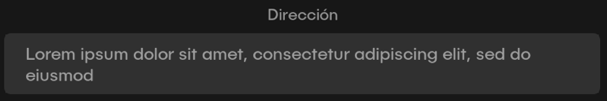 Dirección
Lorem ipsum dolor sit amet, consectetur adipiscing elit, sed do
eiusmod